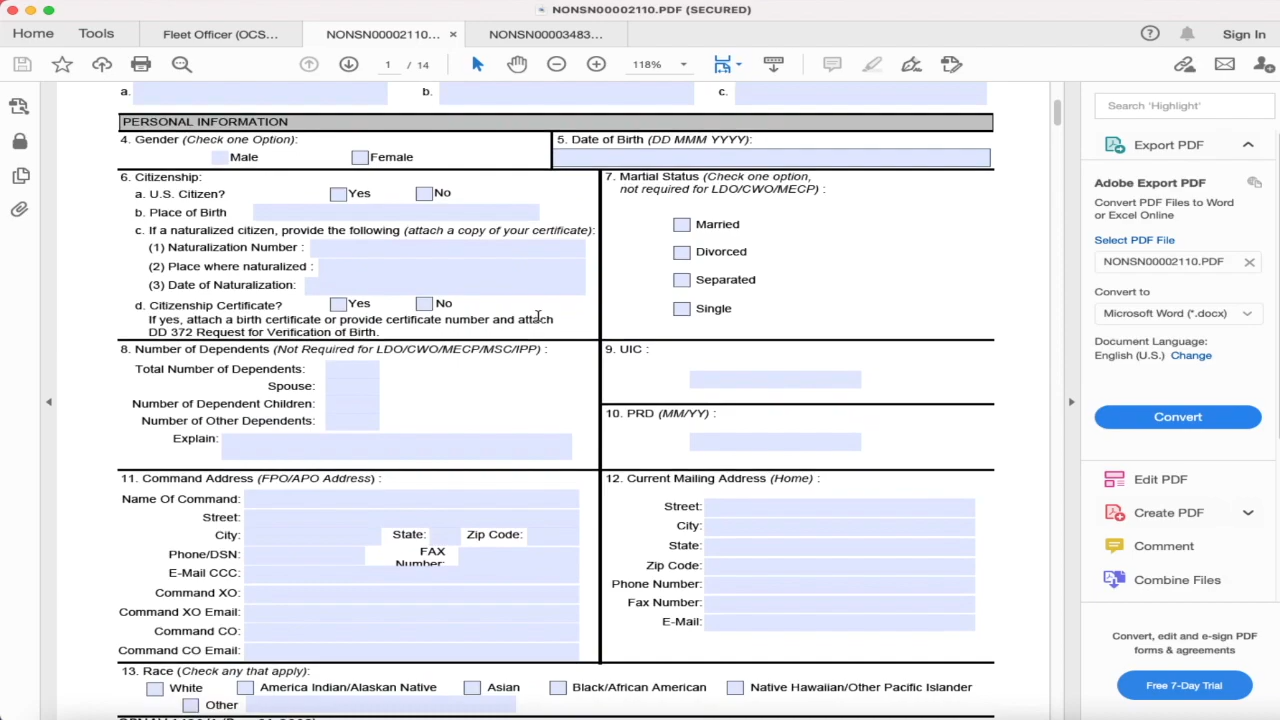 NONSN00002110.PDF (SECURED)
Home Tools Fleet Officer (OCS... NONSN00002110... × NONSN00003483... Sign In
1 / 14 118%
a. b. c.
PERSONAL INFORMATION
4. Gender (Check one Option): 5. Date of Birth (DD MMM YYYY):
Male Female
6. Citizenship: 7. Martial Status (Check one option,
not required for LDO/CWO/MECP) :
a. U.S. Citizen? Yes No
b. Place of Birth
c. If a naturalized citizen, provide the following (attach a copy of your certificate):
(1) Naturalization Number :
(2) Place where naturalized :
(3) Date of Naturalization:
d. Citizenship Certificate? Yes No
If yes, attach a birth certificate or provide certificate number and attach
DD 372 Request for Verification of Birth.
Married
Divorced
Separated
Single
8. Number of Dependents (Not Required for LDO/CWO/MECP/MSC/IPP) :
Total Number of Dependents:
Spouse:
Number of Dependent Children:
Number of Other Dependents:
Explain:
9. UIC :
10. PRD (MM/YY) :
11. Command Address (FPO/APO Address) :
Name Of Command:
Street:
City: State: Zip Code:
Phone/DSN: FAX
Number:
E-Mail CCC:
Command XO:
Command XO Email:
Command CO:
Command CO Email:
12. Current Mailing Address (Home) :
Street:
City:
State:
Zip Code:
Phone Number:
Fax Number:
E-Mail:
13. Race (Check any that apply):
White America Indian/Alaskan Native Asian Black/African American Native Hawaiian/Other Pacific Islander
Other
Search 'Highlight'
Export PDF
Adobe Export PDF
Convert PDF Files to Word
or Excel Online
Select PDF File
NONSN00002110.PDF
Convert to
Microsoft Word (*.docx)
Document Language:
English (U.S.) Change
Convert
Edit PDF
Create PDF
Comment
Combine Files
Convert, edit and e-sign PDF
forms & agreements
Free 7-Day Trial